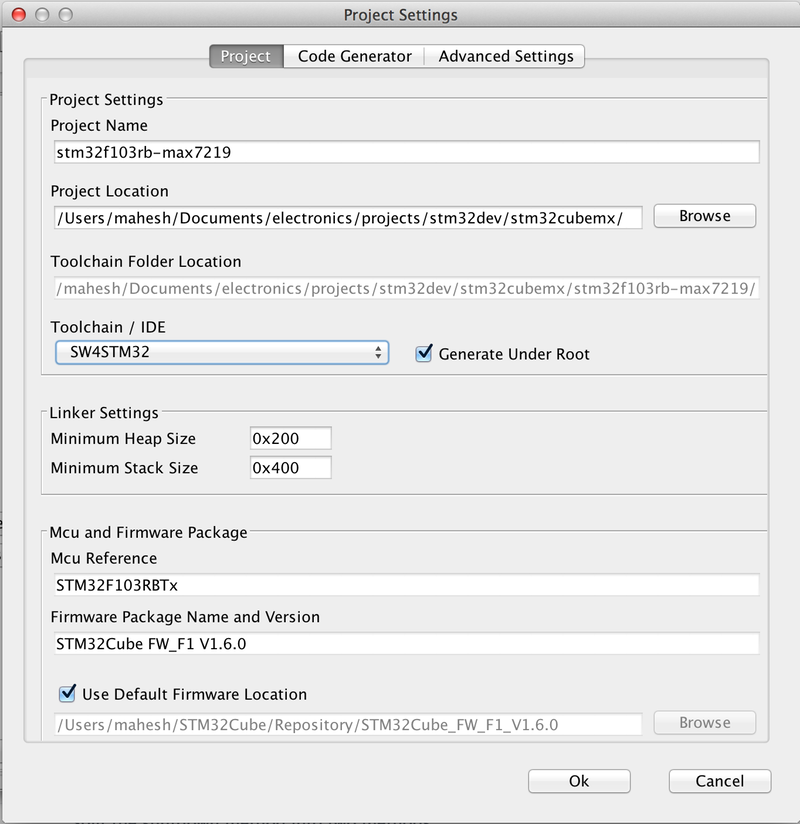 Project Settings
Project
Code Generator
Advanced Settings
Project Settings
Project Name
stm32f103rb-max7219
Project Location
/Users/mahesh/Documents/electronics/projects/stm32dev/stm32cubemx/
Browse
Toolchain Folder Location
/mahesh/Documents/electronics/projects/stm32dev/stm32cubemx/stm32f103rb-max7219/
Toolchain / IDE
SW4STM32
Generate Under Root
Linker Settings
Minimum Heap Size
0x200
Minimum Stack Size
0x400
Mcu and Firmware Package
Mcu Reference
STM32F103RBTx
Firmware Package Name and Version
STM32Cube FW_F1 V1.6.0
Use Default Firmware Location
/Users/mahesh/STM32Cube/Repository/STM32Cube_FW_F1_V1.6.0
Browse
Ok
Cancel